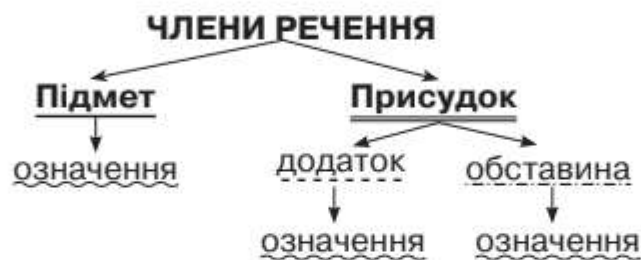 ЧЛЕНИ РЕЧЕННЯ
Підмет Присудок
означення додаток обставина
означення означення